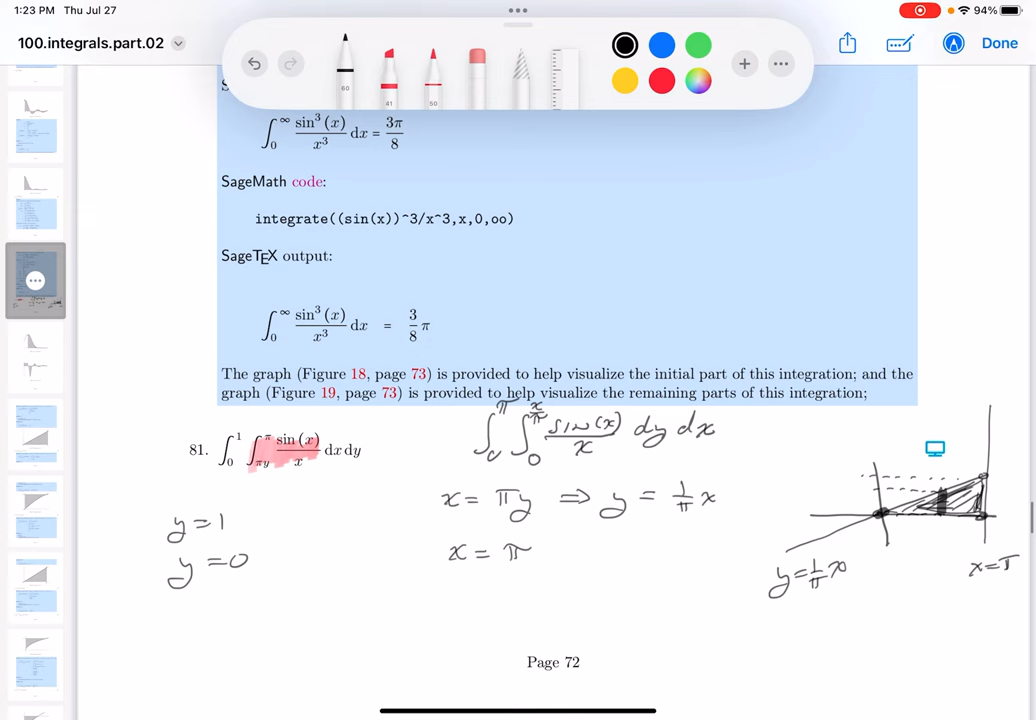 1:23 PM Thu Jul 27
94%
100.integrals.part.02
Done
60
41
50
∫₀^∞ sin³(x)/x³ dx = 3π/8
SageMath code:
integrate((sin(x))^3/x^3,x,0,oo)
SageTEX output:
∫₀^∞ sin³(x)/x³ dx = 3/8 π
The graph (Figure 18, page 73) is provided to help visualize the initial part of this integration; and the
graph (Figure 19, page 73) is provided to help visualize the remaining parts of this integration;
∫₀^π ∫₀^(x/π) sin(x)/x dy dx
81. ∫₀^1 ∫_(πy)^π sin(x)/x dx dy
x = πy ⇒ y = 1/π x
y = 1
x = π
y = 0
y = 1/π x
x = π
Page 72